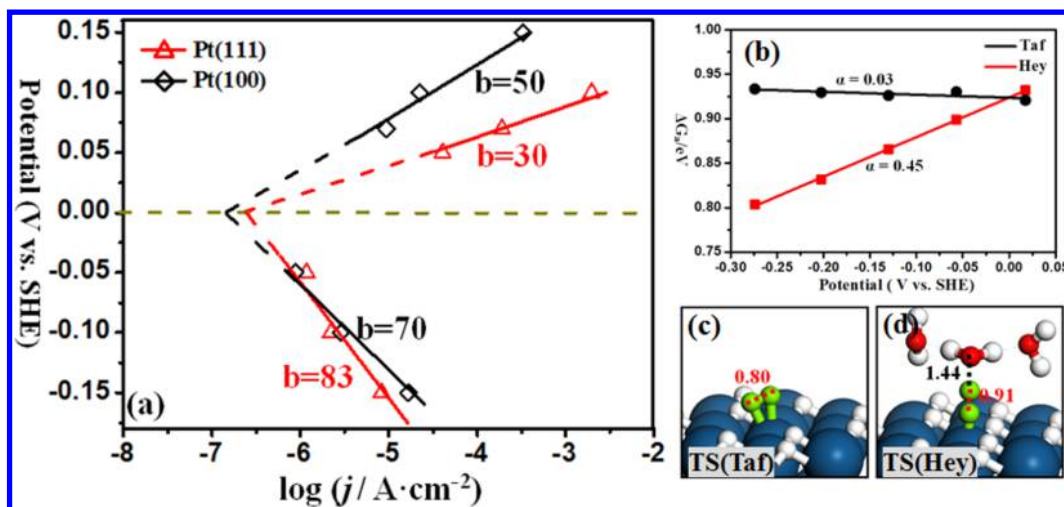 0.15
0.10
0.05
0.00
-0.05
-0.10
-0.15
Potential (V vs. SHE)
Pt(111)
Pt(100)
b=50
b=30
b=70
b=83
(a)
-8 -7 -6 -5 -4 -3 -2
log (j / A·cm⁻²)
(b)
Taf
Hey
α = 0.03
α = 0.45
1.00
0.95
0.90
0.85
0.80
0.75
ΔGₐ/eV
-0.30 -0.25 -0.20 -0.15 -0.10 -0.05 0.00 0.05
Potential ( V vs. SHE)
(c)
0.80
TS(Taf)
(d)
1.44
0.91
TS(Hey)